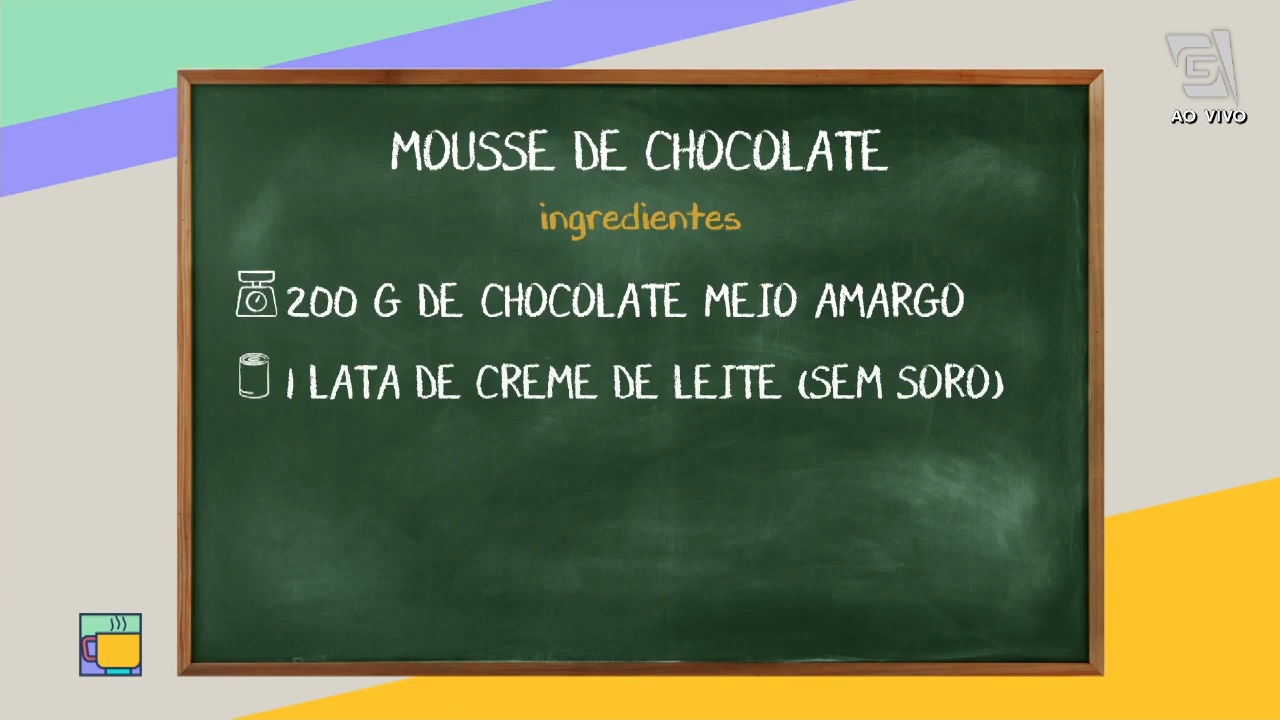 AO VIVO
MOUSSE DE CHOCOLATE
ingredientes
200 G DE CHOCOLATE MEIO AMARGO
1 LATA DE CREME DE LEITE (SEM SORO)